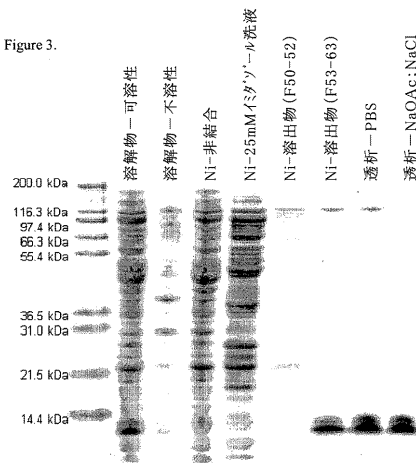 Figure 3.
溶解物－可溶性
溶解物－不溶性
Ni-非結合
Ni-25mMイミダゾール洗液
Ni-溶出物(F50-52)
Ni-溶出物(F53-63)
透析－PBS
透析－NaOAc:NaCl
200.0 kDa
116.3 kDa
97.4 kDa
66.3 kDa
55.4 kDa
36.5 kDa
31.0 kDa
21.5 kDa
14.4 kDa